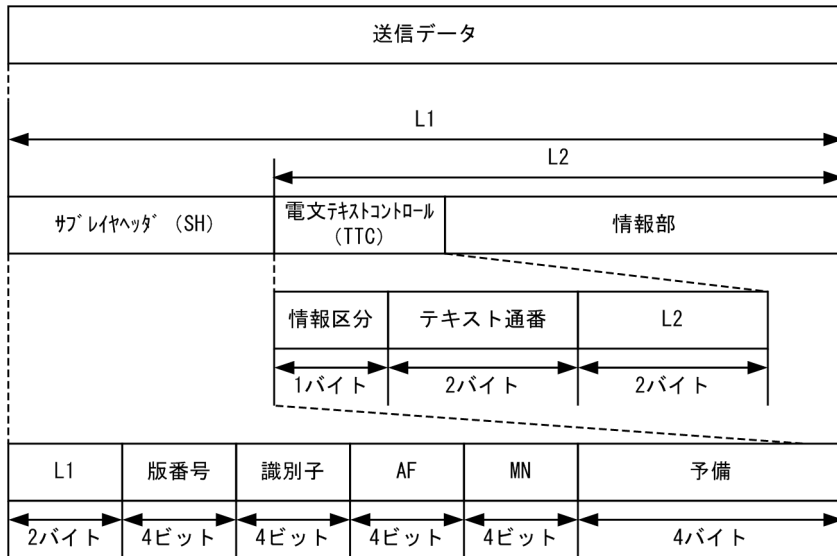 送信データ
L1
L2
サブレイヤヘッダ (SH)
電文テキストコントロール
(TTC)
情報部
情報区分
テキスト通番
L2
1バイト
2バイト
2バイト
L1
版番号
識別子
AF
MN
予備
2バイト
4ビット
4ビット
4ビット
4ビット
4バイト